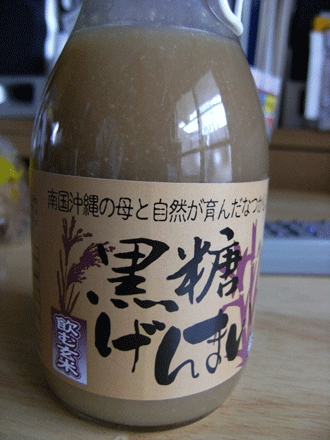 南国沖縄の母と自然が育んだなつか
黒糖
げんまい
飲む玄米